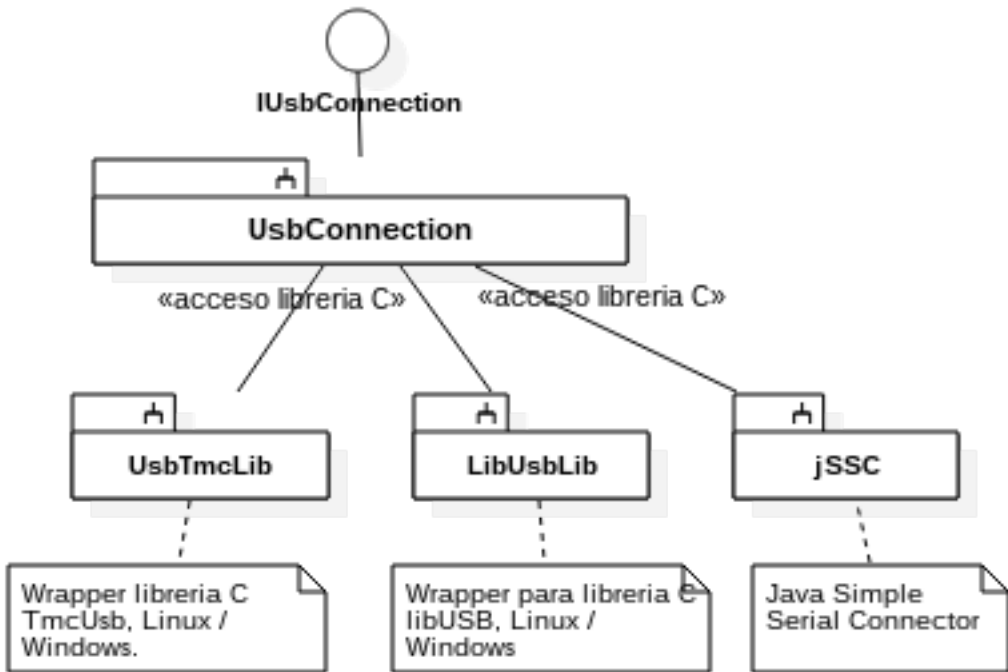 IUsbConnection
UsbConnection
«acceso libreria C»
«acceso libreria C»
UsbTmcLib
LibUsbLib
jSSC
Wrapper libreria C
TmcUsb, Linux /
Windows.
Wrapper para libreria C
libUSB, Linux /
Windows
Java Simple
Serial Connector